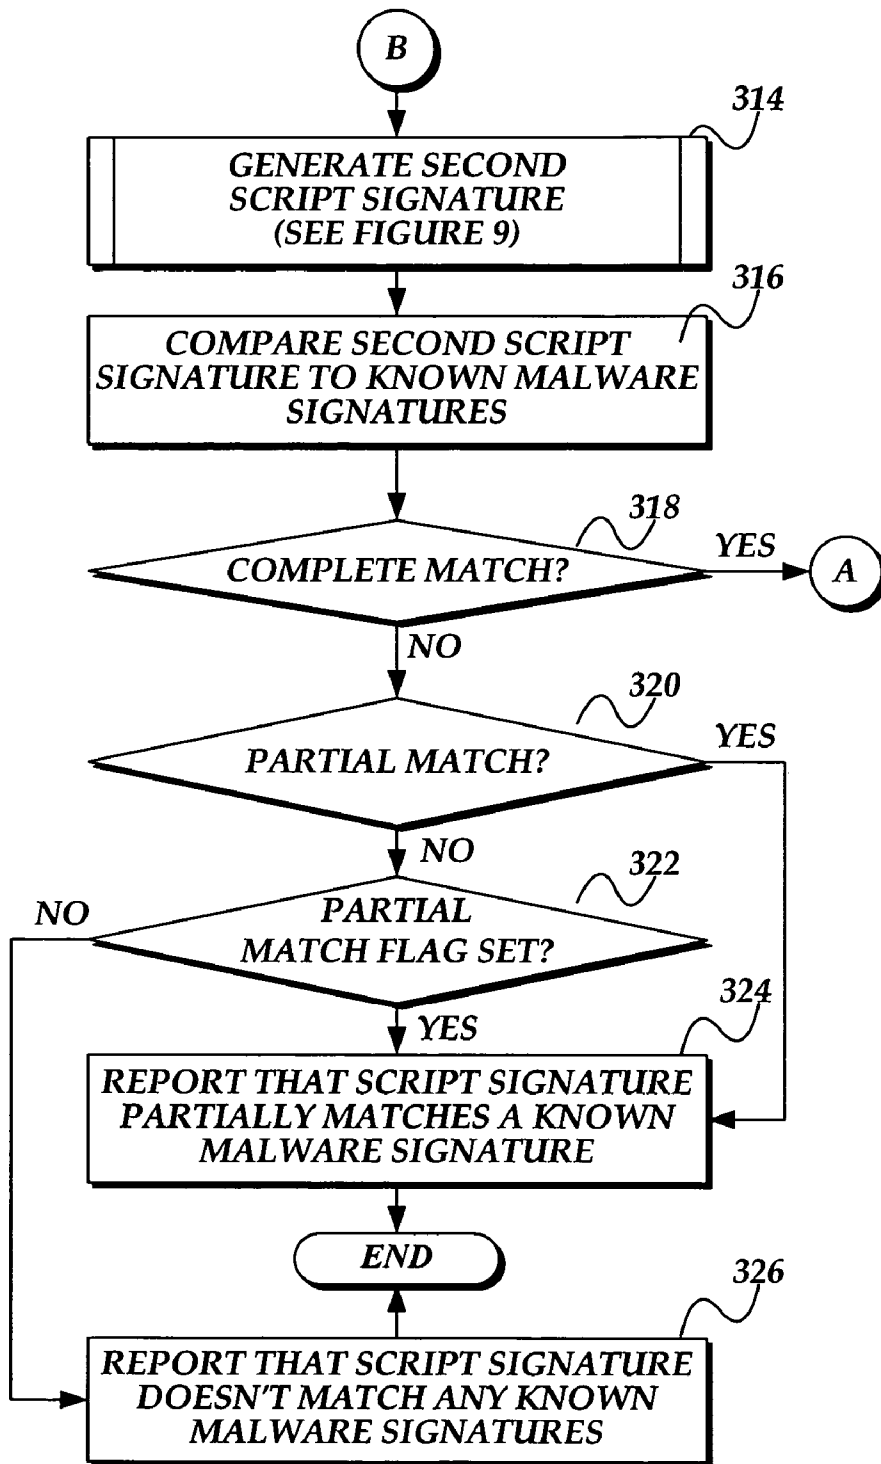 B
314
GENERATE SECOND
SCRIPT SIGNATURE
(SEE FIGURE 9)
316
COMPARE SECOND SCRIPT
SIGNATURE TO KNOWN MALWARE
SIGNATURES
318
COMPLETE MATCH?
YES
A
NO
320
PARTIAL MATCH?
YES
NO
322
PARTIAL
MATCH FLAG SET?
NO
YES
324
REPORT THAT SCRIPT SIGNATURE
PARTIALLY MATCHES A KNOWN
MALWARE SIGNATURE
END
326
REPORT THAT SCRIPT SIGNATURE
DOESN'T MATCH ANY KNOWN
MALWARE SIGNATURES